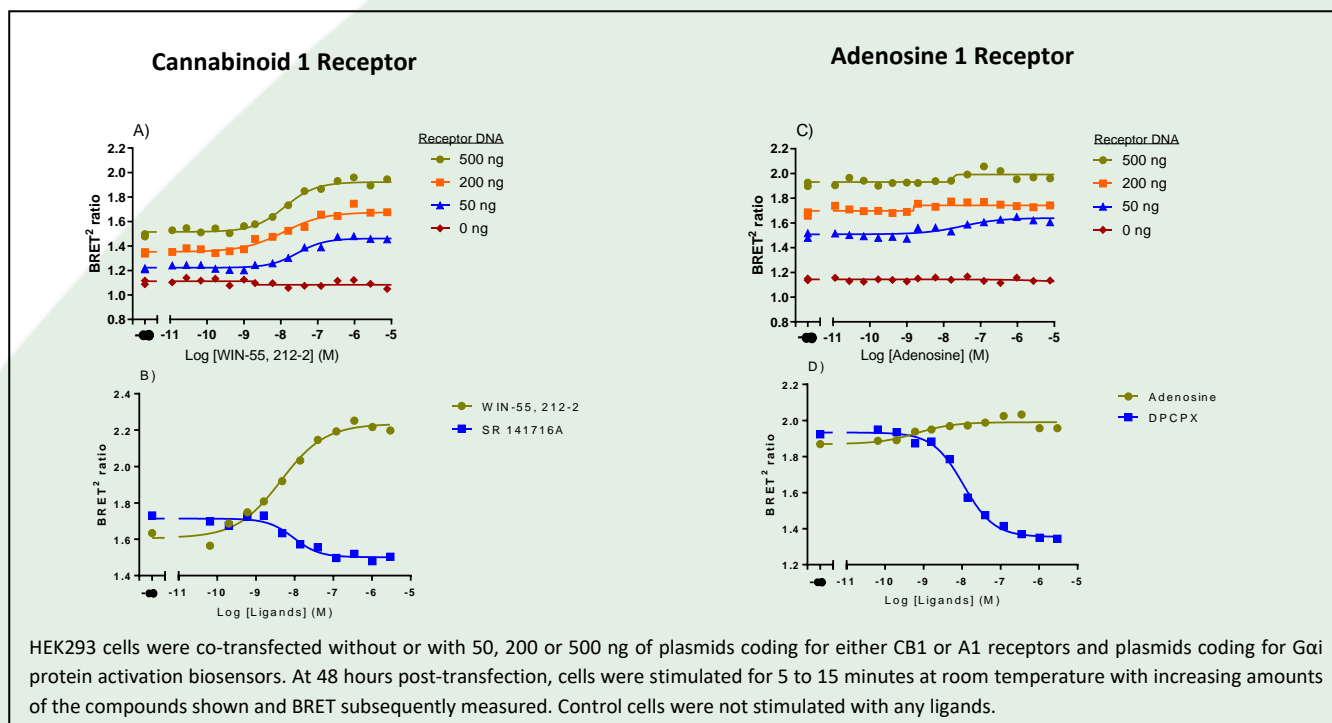 Cannabinoid 1 Receptor
Adenosine 1 Receptor
A)
BRET² ratio
2.2
2.0
1.8
1.6
1.4
1.2
1.0
0.8
-∞
-11
-10
-9
-8
-7
-6
-5
Log [WIN-55, 212-2] (M)
Receptor DNA
500 ng
200 ng
50 ng
0 ng
C)
BRET² ratio
2.2
2.0
1.8
1.6
1.4
1.2
1.0
0.8
-∞
-11
-10
-9
-8
-7
-6
-5
Log [Adenosine] (M)
Receptor DNA
500 ng
200 ng
50 ng
0 ng
B)
BRET² ratio
2.4
2.2
2.0
1.8
1.6
1.4
-∞
-11
-10
-9
-8
-7
-6
-5
Log [Ligands] (M)
WIN-55, 212-2
SR 141716A
D)
BRET² ratio
2.2
2.0
1.8
1.6
1.4
1.2
-∞
-11
-10
-9
-8
-7
-6
-5
Log [Ligands] (M)
Adenosine
DPCPX
HEK293 cells were co-transfected without or with 50, 200 or 500 ng of plasmids coding for either CB1 or A1 receptors and plasmids coding for Gαi
protein activation biosensors. At 48 hours post-transfection, cells were stimulated for 5 to 15 minutes at room temperature with increasing amounts
of the compounds shown and BRET subsequently measured. Control cells were not stimulated with any ligands.